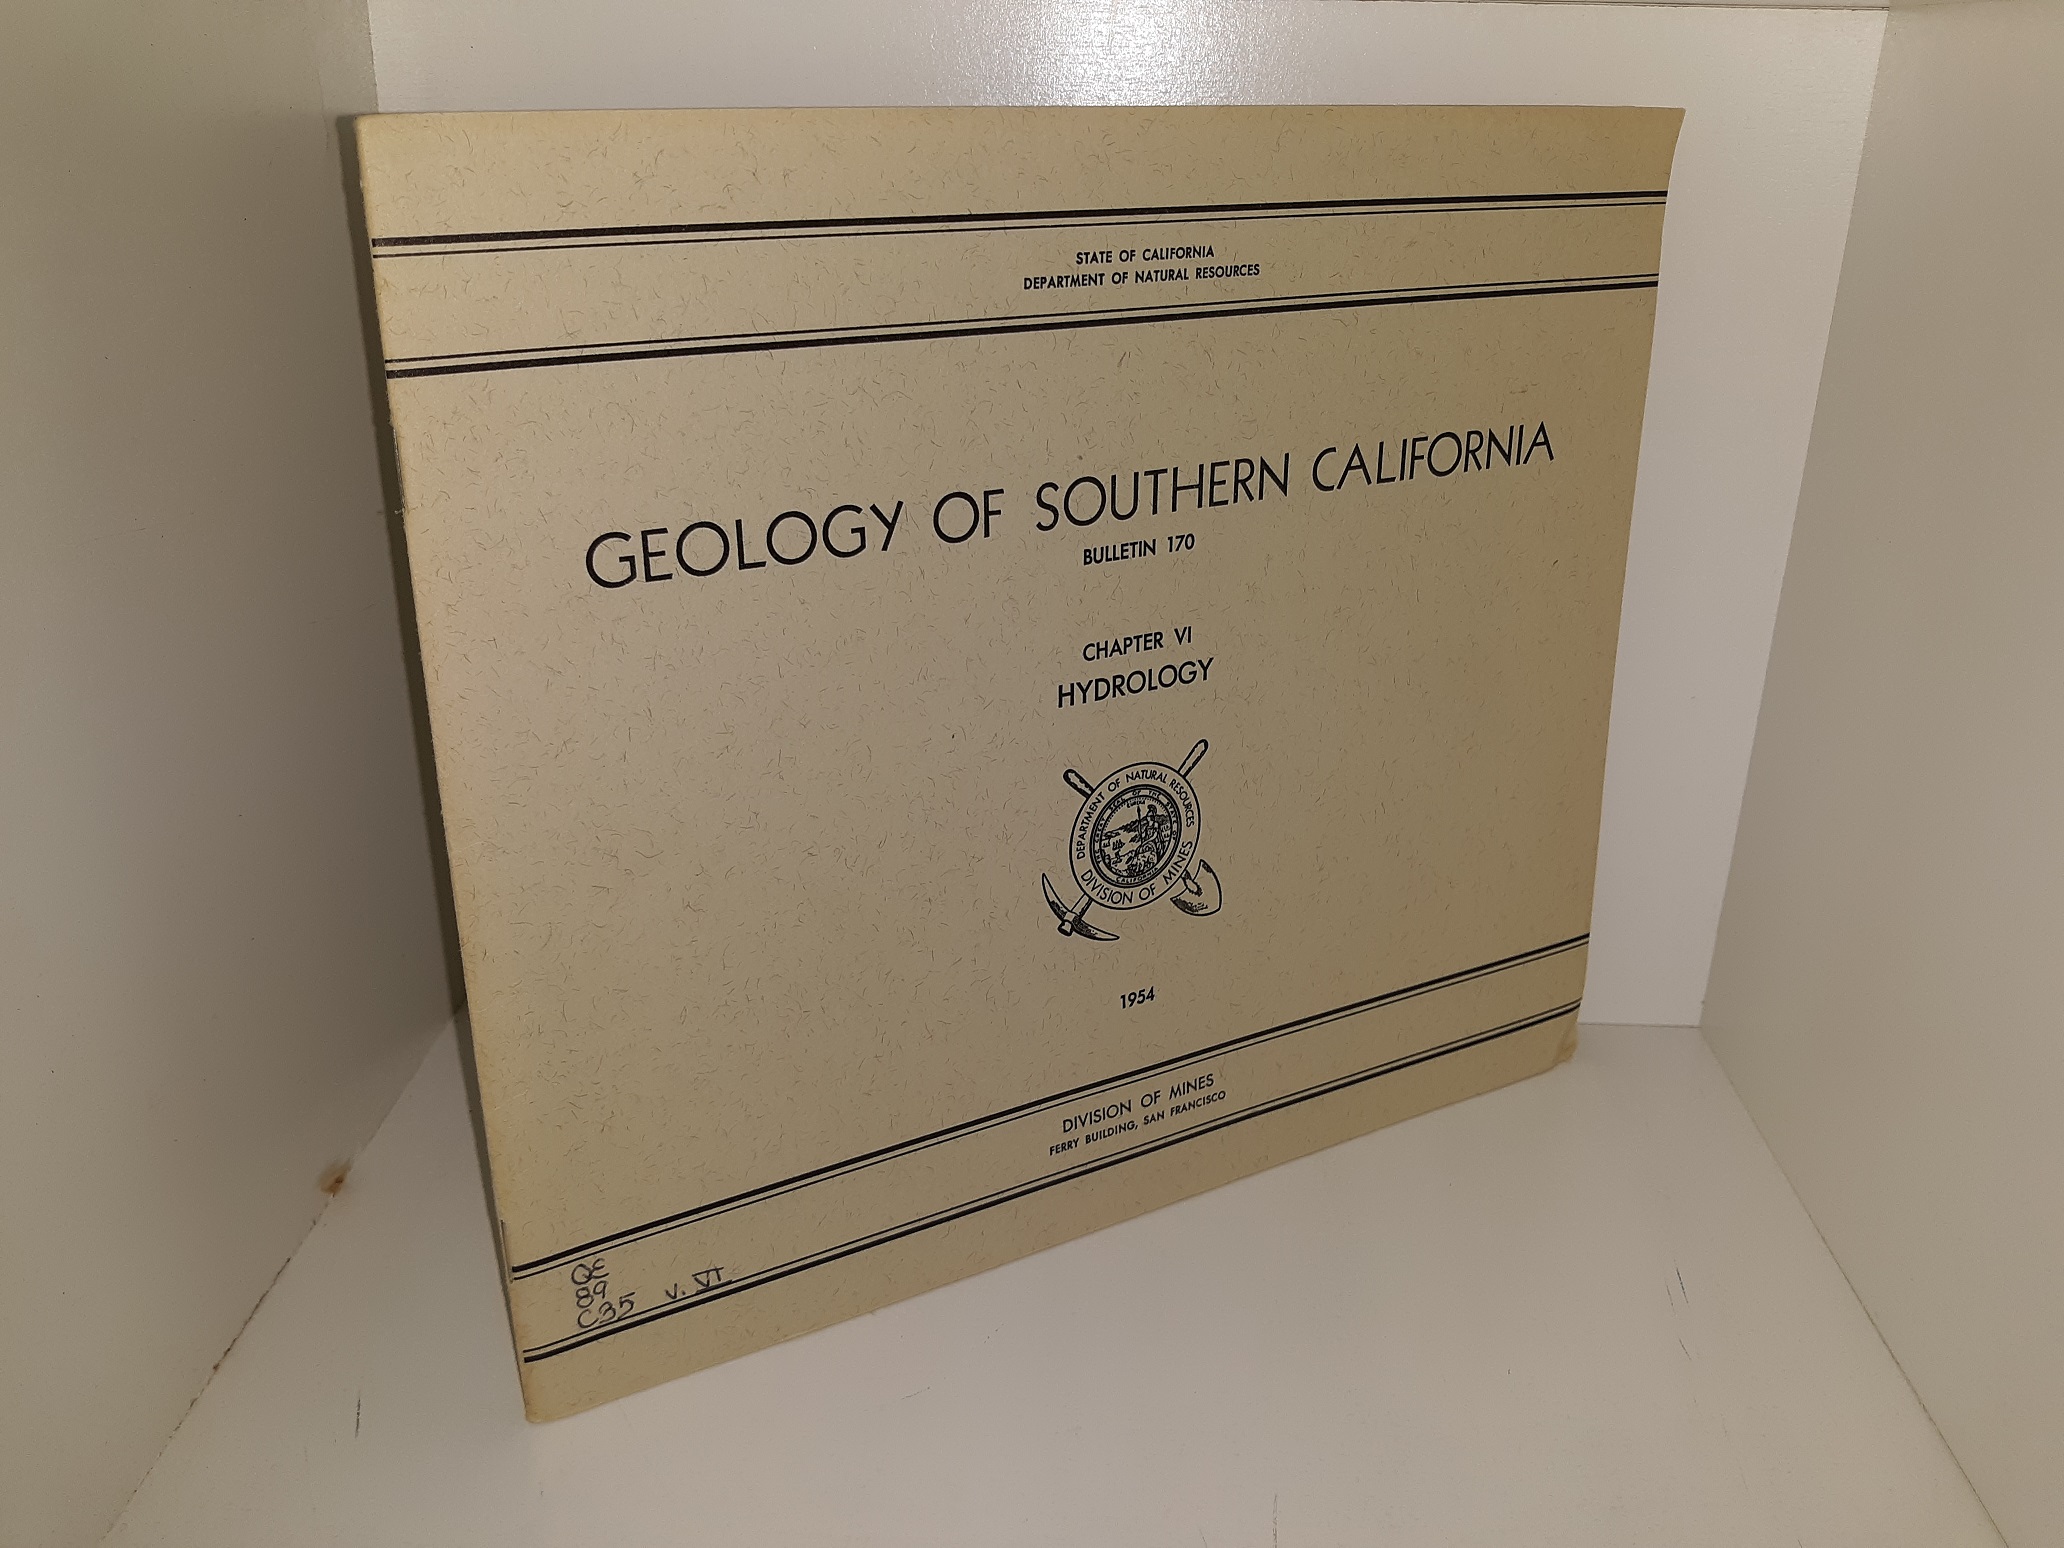 STATE OF CALIFORNIA
DEPARTMENT OF NATURAL RESOURCES
GEOLOGY OF SOUTHERN CALIFORNIA
BULLETIN 170
CHAPTER VI
HYDROLOGY
DEPARTMENT OF NATURAL RESOURCES
DIVISION OF MINES
1954
DIVISION OF MINES
FERRY BUILDING, SAN FRANCISCO
QE
89
C35 v. VI